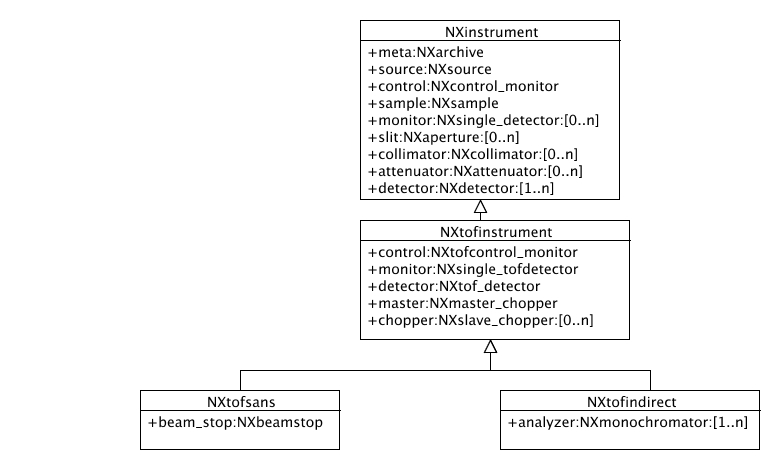 NXinstrument
+meta:NXarchive
+source:NXsource
+control:NXcontrol_monitor
+sample:NXsample
+monitor:NXsingle_detector:[0..n]
+slit:NXaperture:[0..n]
+collimator:NXcollimator:[0..n]
+attenuator:NXattenuator:[0..n]
+detector:NXdetector:[1..n]
NXtofinstrument
+control:NXtofcontrol_monitor
+monitor:NXsingle_tofdetector
+detector:NXtof_detector
+master:NXmaster_chopper
+chopper:NXslave_chopper:[0..n]
NXtofsans
+beam_stop:NXbeamstop
NXtofindirect
+analyzer:NXmonochromator:[1..n]